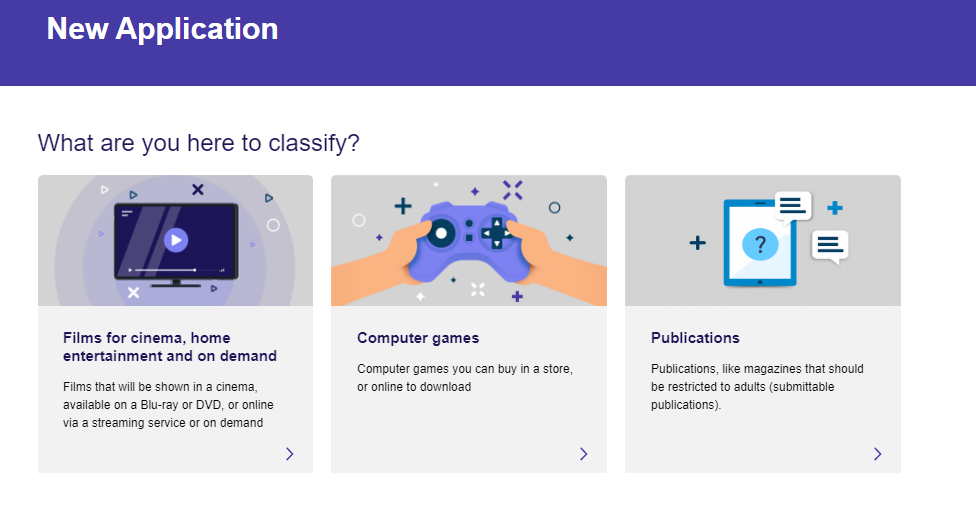 New Application
What are you here to classify?
Films for cinema, home
entertainment and on demand
Films that will be shown in a cinema,
available on a Blu-ray or DVD, or online
via a streaming service or on demand
Computer games
Computer games you can buy in a store,
or online to download
?
Publications
Publications, like magazines that should
be restricted to adults (submittable
publications).